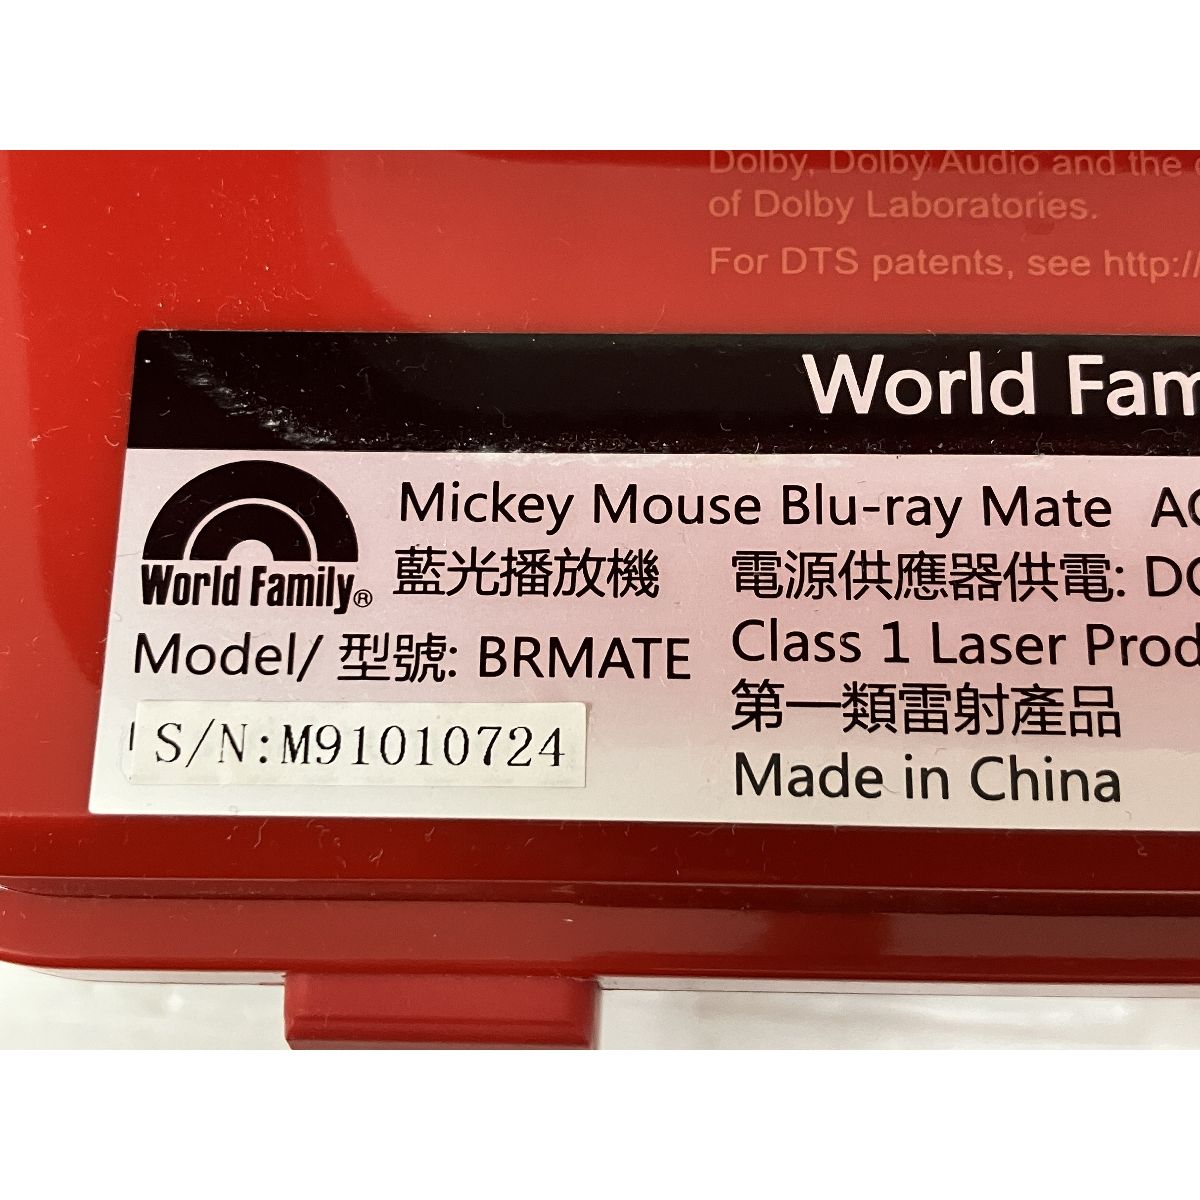 Dolby, Dolby Audio and the
of Dolby Laboratories.
For DTS patents, see http://
World Fam
World Family®
Mickey Mouse Blu-ray Mate AC
藍光播放機 電源供應器供電: DC
Model/ 型號: BRMATE
Class 1 Laser Prod
第一類雷射產品
S/N:M91010724
Made in China